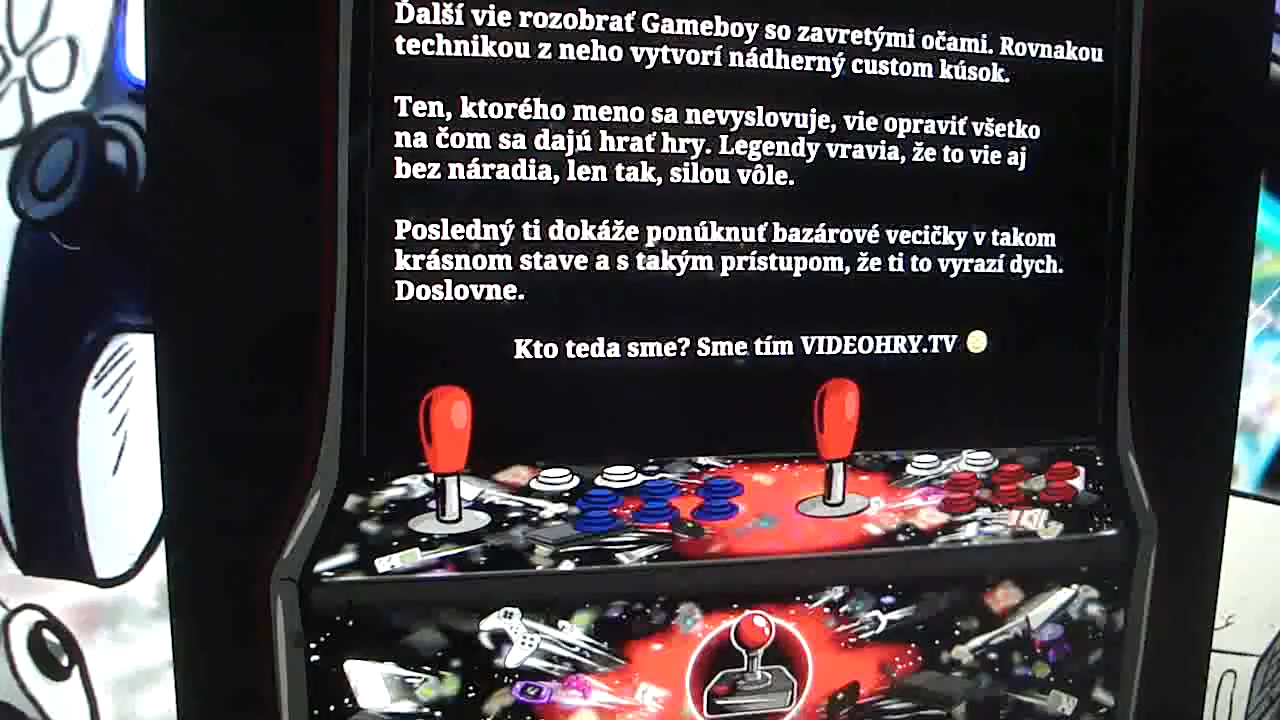 Ďalší vie rozobrať Gameboy so zavretými očami. Rovnakou
technikou z neho vytvorí nádherný custom kúsok.
Ten, ktorého meno sa nevyslovuje, vie opraviť všetko
na čom sa dajú hrať hry. Legendy vravia, že to vie aj
bez náradia, len tak, silou vôle.
Posledný ti dokáže ponúknuť bazárové vecičky v takom
krásnom stave a s takým prístupom, že ti to vyrazí dych.
Doslovne.
Kto teda sme? Sme tím VIDEOHRY.TV